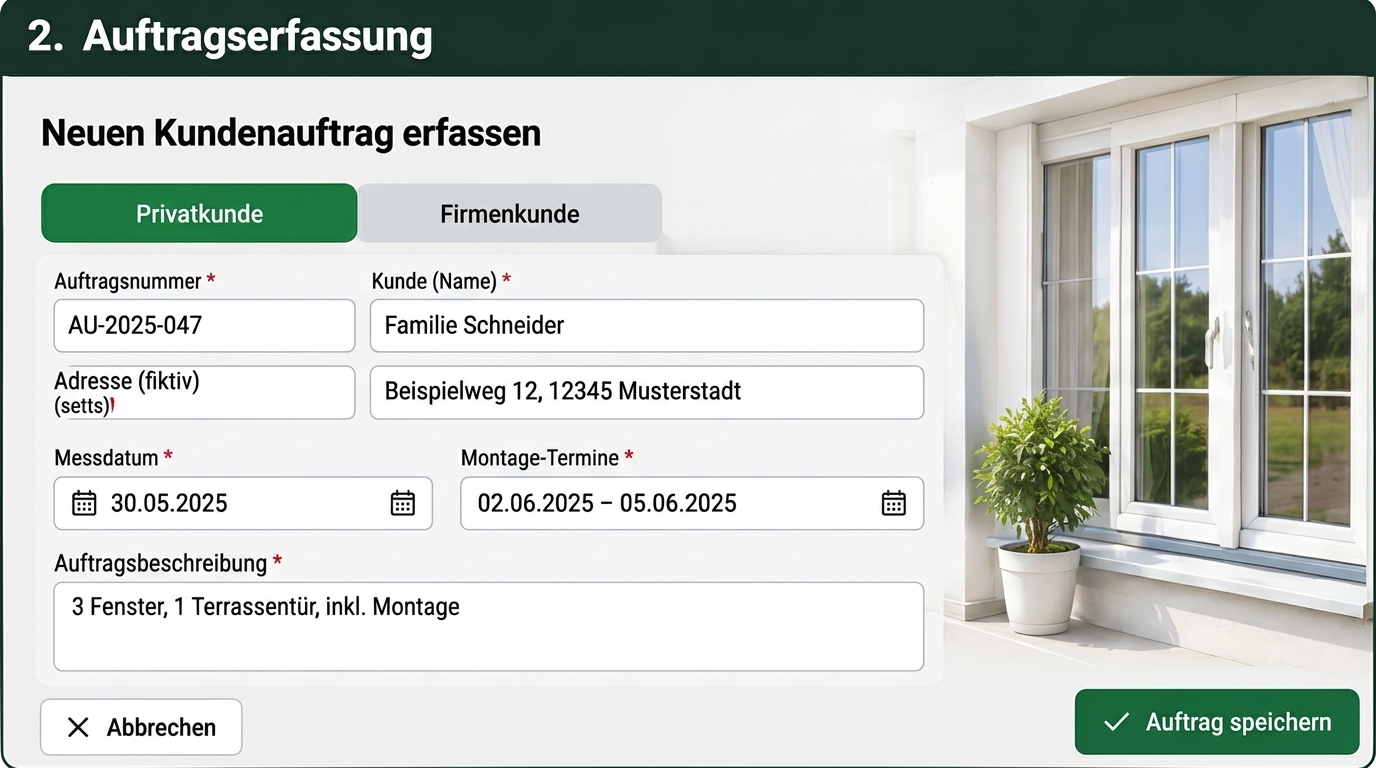 2. Auftragserfassung
Neuen Kundenauftrag erfassen
Privatkunde
Firmenkunde
Auftragsnummer *
Kunde (Name) *
AU-2025-047
Familie Schneider
Adresse (fiktiv)
(setts)
Beispielweg 12, 12345 Musterstadt
Messdatum *
Montage-Termine *
30.05.2025
02.06.2025 – 05.06.2025
Auftragsbeschreibung *
3 Fenster, 1 Terrassentür, inkl. Montage
Abbrechen
Auftrag speichern